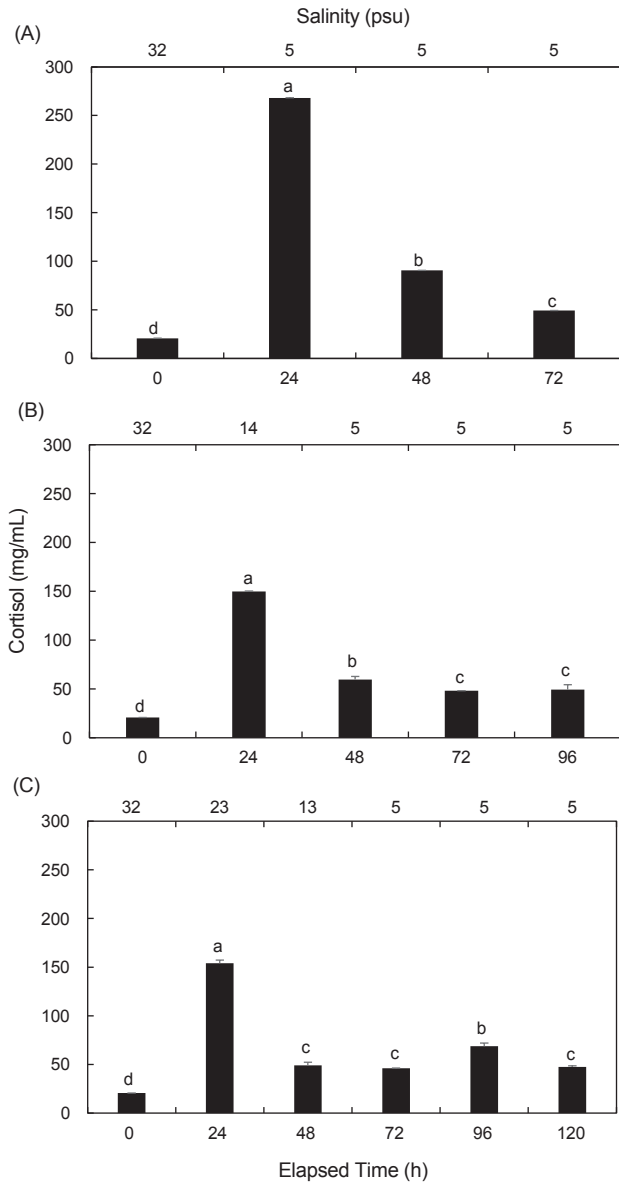 Salinity (psu)
(A)
32 5 5 5
300
250
200
150
100
50
0
a
b
c
d
0 24 48 72
(B)
32 14 5 5 5
300
250
200
150
100
50
0
a
b
c
c
d
0 24 48 72 96
Cortisol (mg/mL)
(C)
32 23 13 5 5 5
300
250
200
150
100
50
0
a
b
c
c
c
d
0 24 48 72 96 120
Elapsed Time (h)